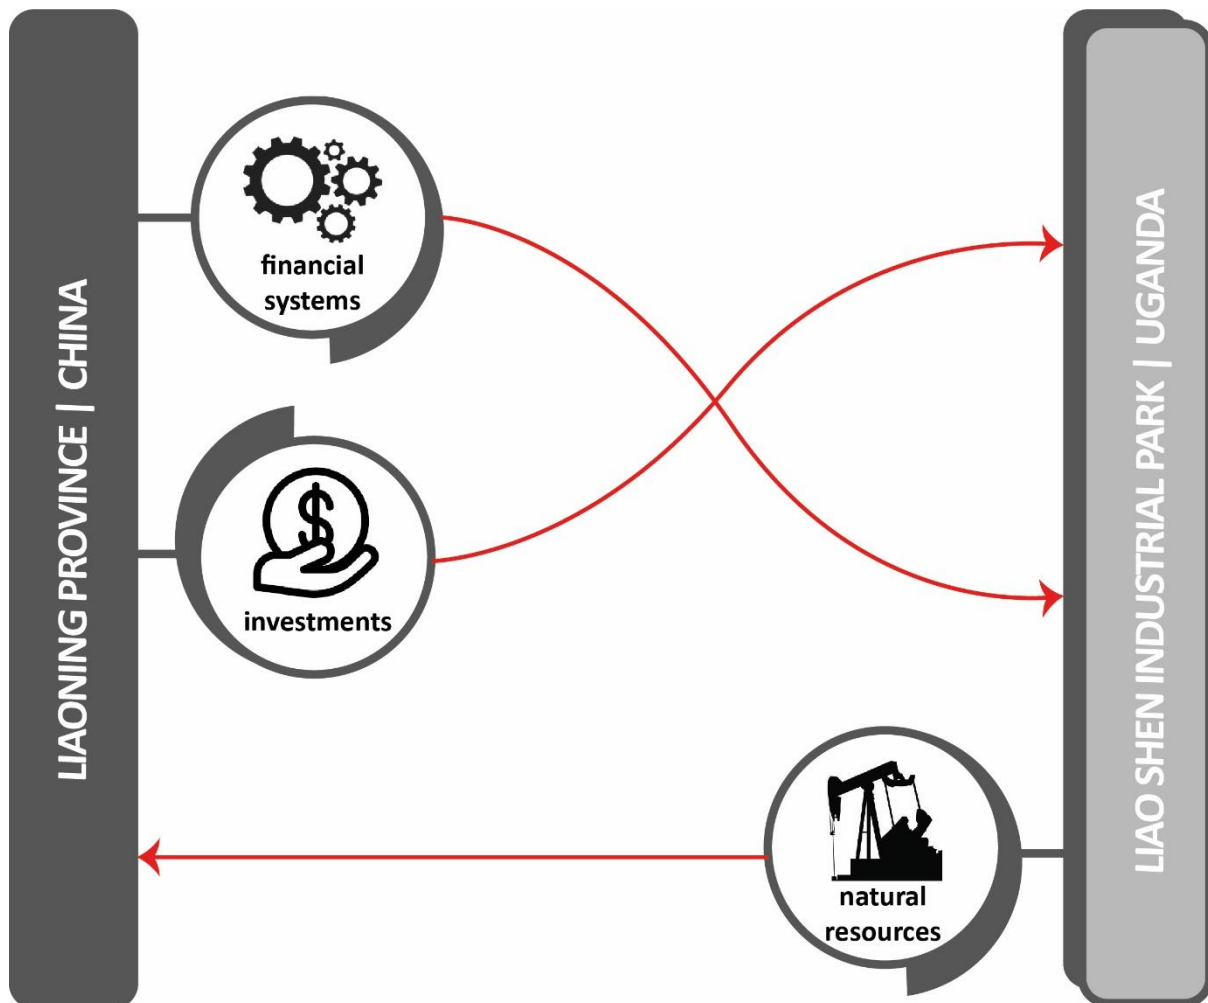 LIAONING PROVINCE | CHINA
financial
systems
investments
natural
resources
LIAO SHEN INDUSTRIAL PARK | UGANDA